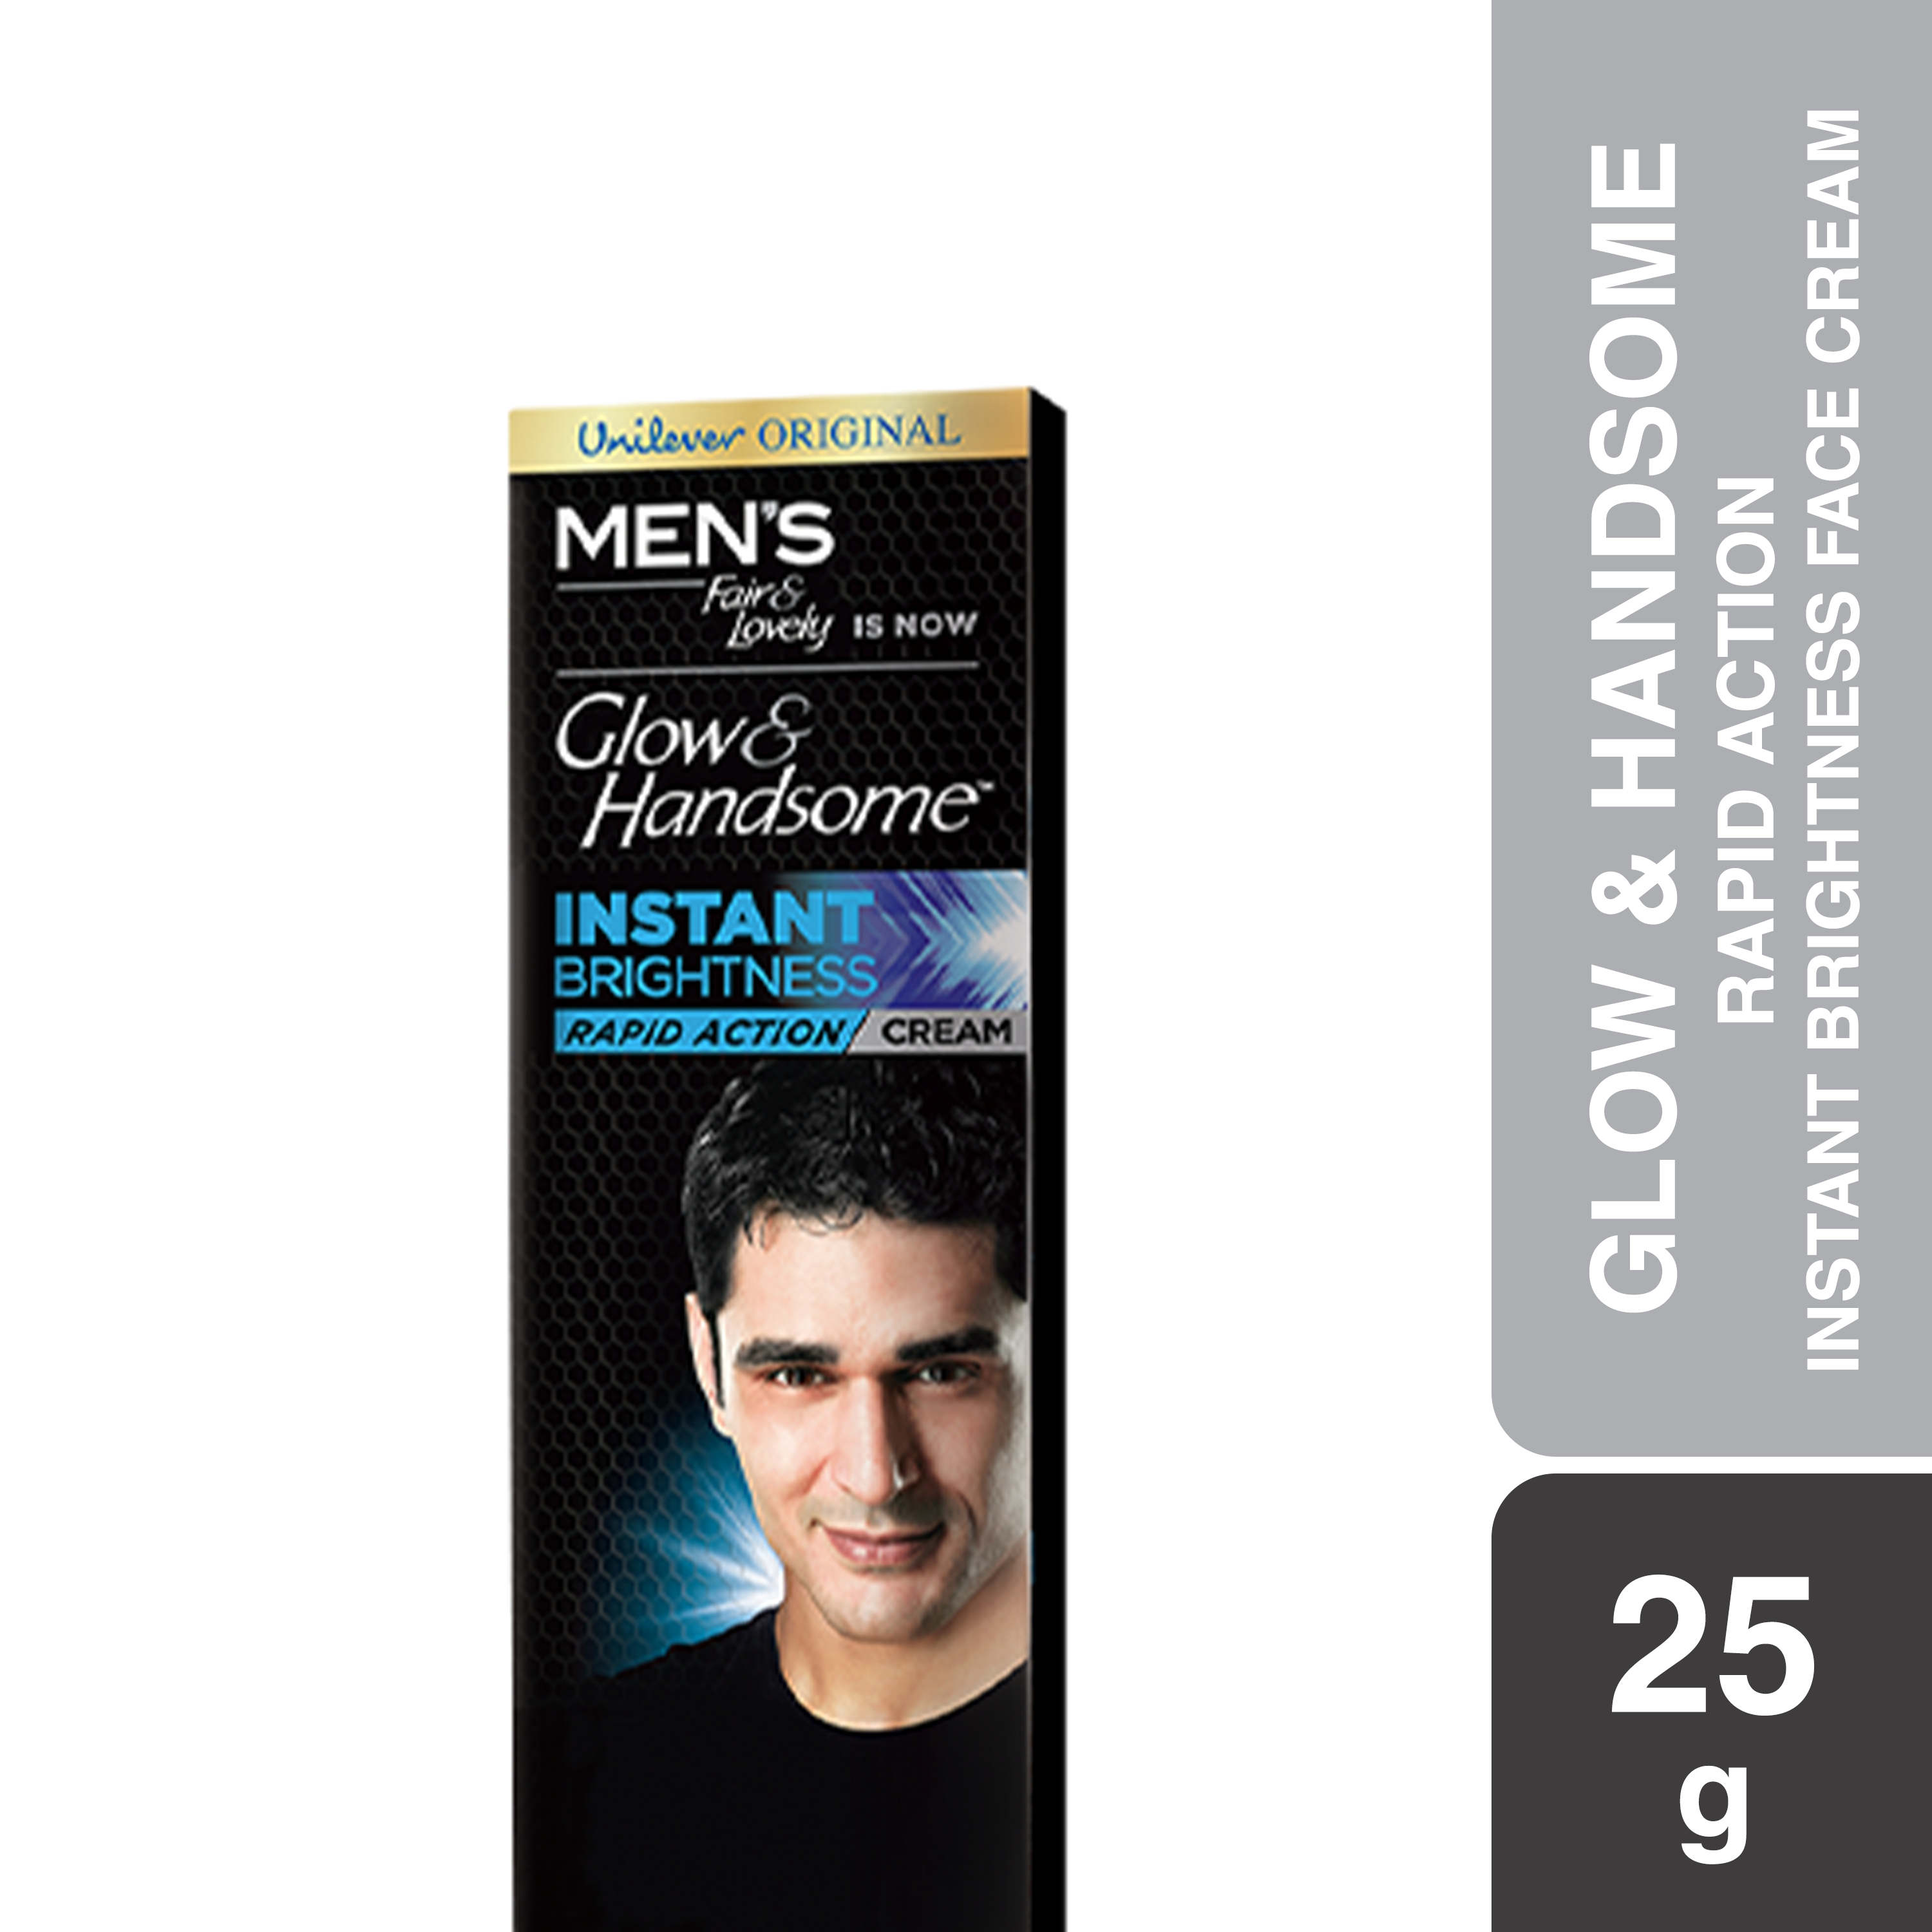 Unilever ORIGINAL
MEN'S
Fair &
Lovely IS NOW
Glow &
Handsome™
INSTANT
BRIGHTNESS
RAPID ACTION CREAM
GLOW & HANDSOME
RAPID ACTION
INSTANT BRIGHTNESS FACE CREAM
25
g